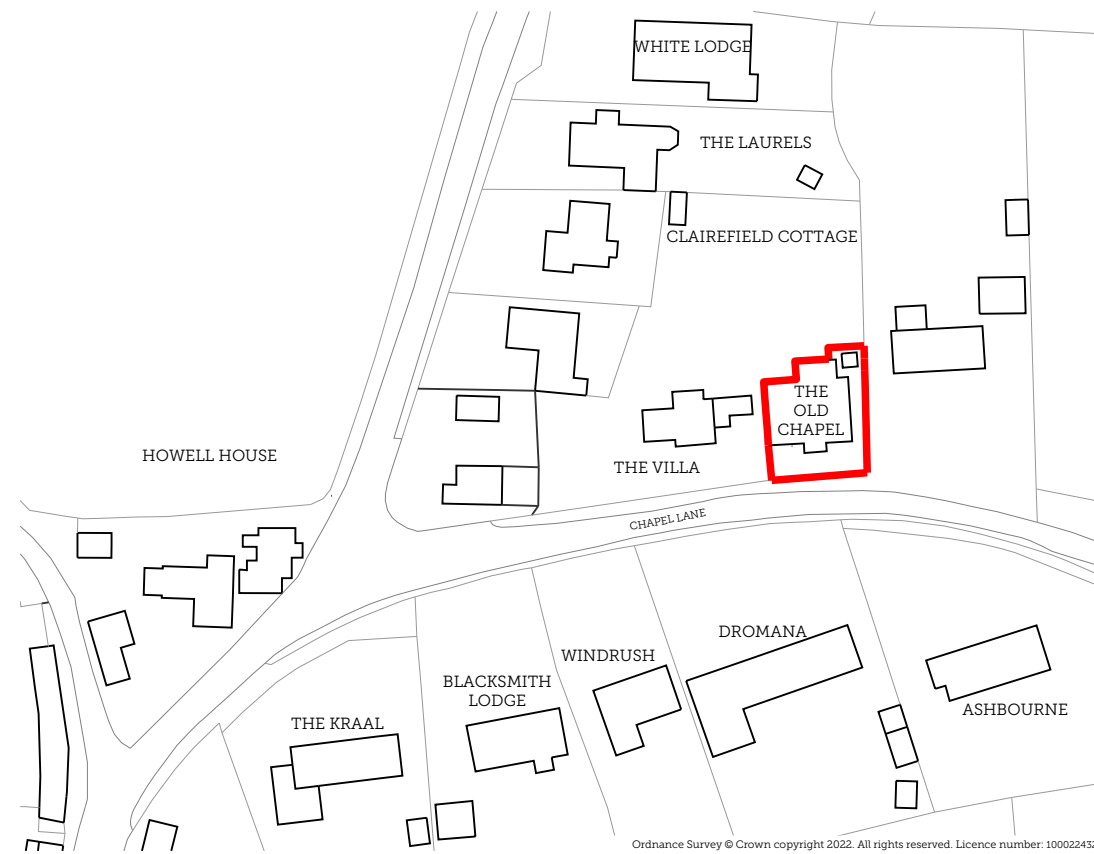 WHITE LODGE
THE LAURELS
CLAIREFIELD COTTAGE
THE
OLD
CHAPEL
HOWELL HOUSE
THE VILLA
CHAPEL LANE
DROMANA
WINDRUSH
BLACKSMITH
LODGE
ASHBOURNE
THE KRAAL
Ordnance Survey © Crown copyright 2022. All rights reserved. Licence number: 100022432